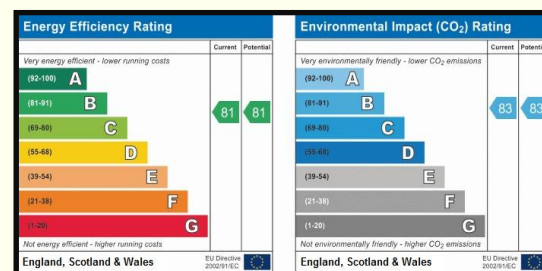 Energy Efficiency Rating
Current Potential
Very energy efficient - lower running costs
(92-100) A
(81-91) B
81 81
(69-80) C
(55-68) D
(39-54) E
(21-38) F
(1-20) G
Not energy efficient - higher running costs
England, Scotland & Wales
EU Directive
2002/91/EC
Environmental Impact (CO2) Rating
Current Potential
Very environmentally friendly - lower CO2 emissions
(92-100) A
(81-91) B
83 83
(69-80) C
(55-68) D
(39-54) E
(21-38) F
(1-20) G
Not environmentally friendly - higher CO2 emissions
England, Scotland & Wales
EU Directive
2002/91/EC